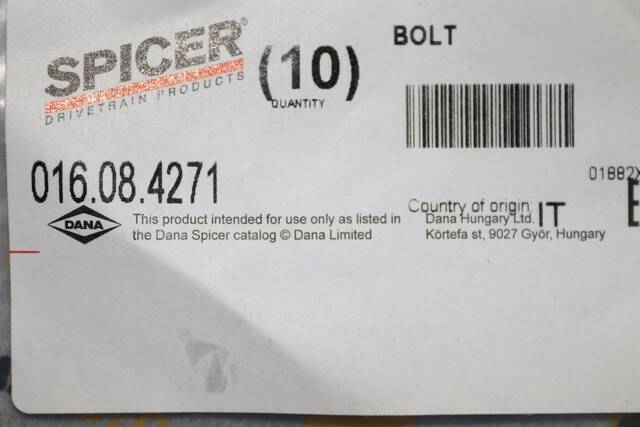 SPICER®
DRIVETRAIN PRODUCTS
(10)
QUANTITY
BOLT
016.08.4271
01882X
DANA
This product intended for use only as listed in
the Dana Spicer catalog © Dana Limited
Country of origin IT
Dana Hungary Ltd.
Körtefa st, 9027 Győr, Hungary